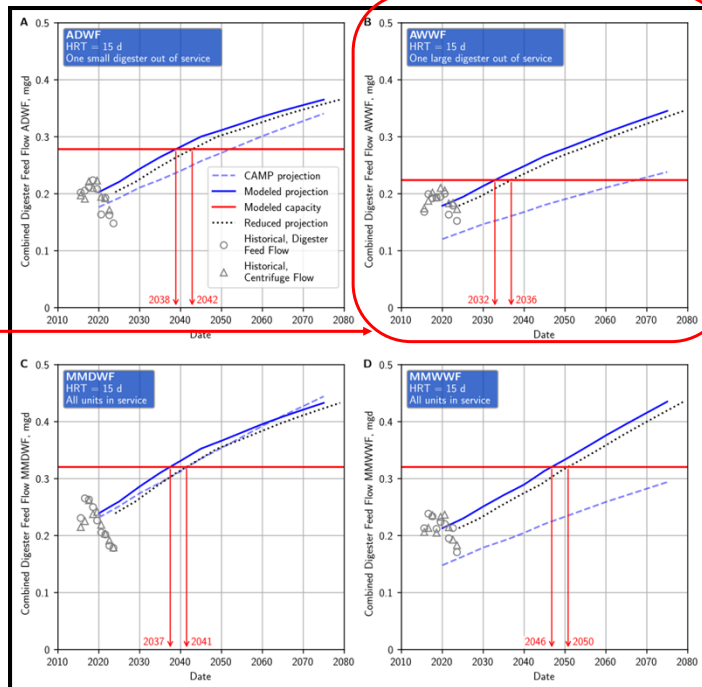 A
ADWF
HRT = 15 d
One small digester out of service
Combined Digester Feed Flow ADWF, mgd
0.5
0.4
0.3
0.2
0.1
0
CAMP projection
Modeled projection
Modeled capacity
Reduced projection
Historical, Digester
Feed Flow
Historical,
Centrifuge Flow
2038
2042
2010 2020 2030 2040 2050 2060 2070 2080
Date
B
AWWF
HRT = 15 d
One large digester out of service
Combined Digester Feed Flow AWWF, mgd
0.5
0.4
0.3
0.2
0.1
0
2032
2036
2010 2020 2030 2040 2050 2060 2070 2080
Date
C
MMDWF
HRT = 15 d
All units in service
Combined Digester Feed Flow MMDWF, mgd
0.5
0.4
0.3
0.2
0.1
0
2037
2041
2010 2020 2030 2040 2050 2060 2070 2080
Date
D
MMWWF
HRT = 15 d
All units in service
Combined Digester Feed Flow MMWWF, mgd
0.5
0.4
0.3
0.2
0.1
0
2046
2050
2010 2020 2030 2040 2050 2060 2070 2080
Date